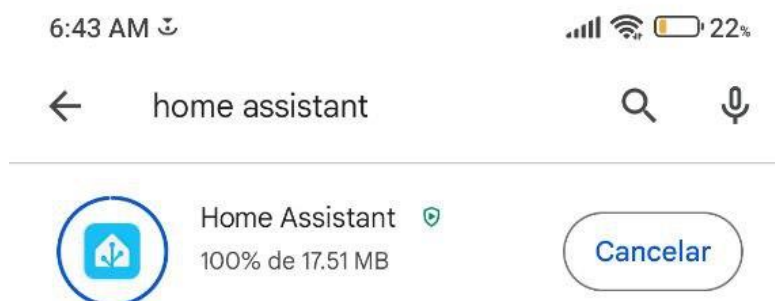 6:43 AM
22%
home assistant
Home Assistant
100% de 17.51 MB
Cancelar